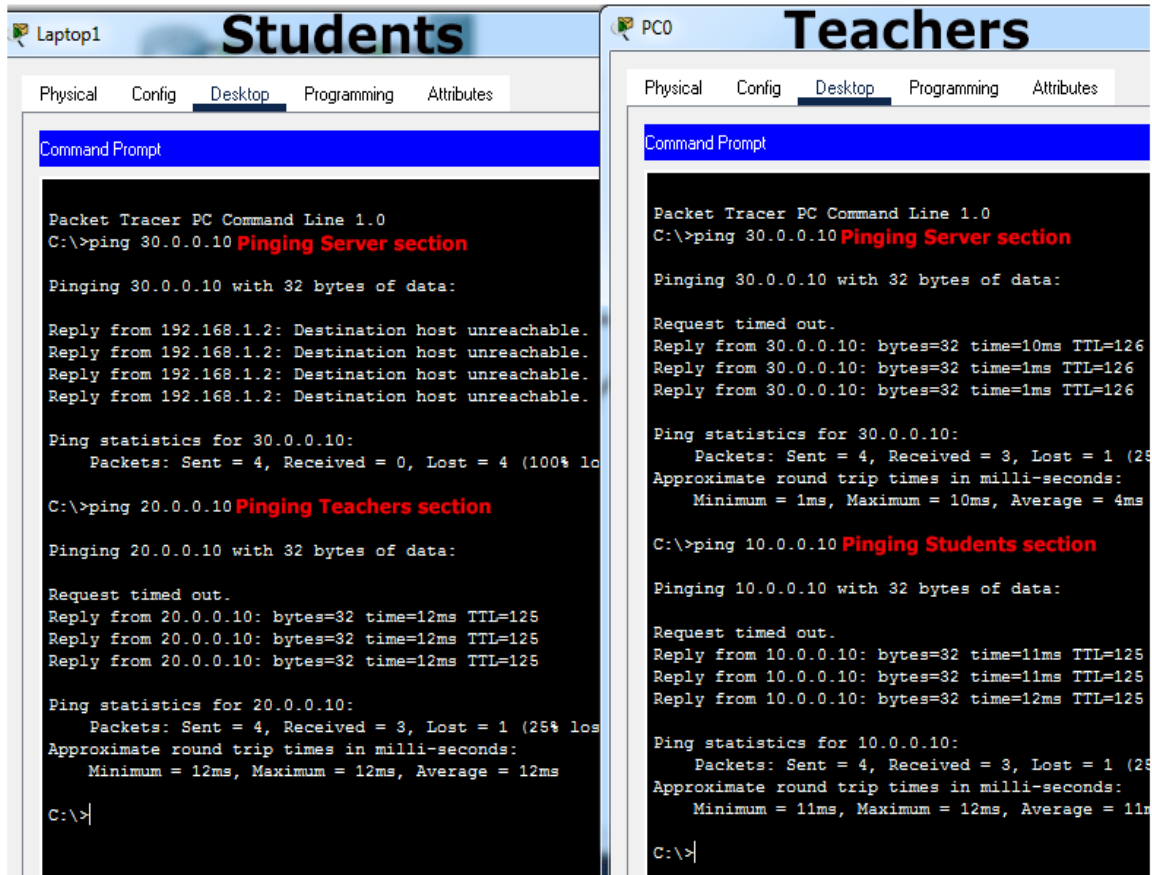 Laptop1
Students
Physical Config Desktop Programming Attributes
Command Prompt
Packet Tracer PC Command Line 1.0
C:\>ping 30.0.0.10 Pinging Server section
Pinging 30.0.0.10 with 32 bytes of data:
Reply from 192.168.1.2: Destination host unreachable.
Reply from 192.168.1.2: Destination host unreachable.
Reply from 192.168.1.2: Destination host unreachable.
Reply from 192.168.1.2: Destination host unreachable.
Ping statistics for 30.0.0.10:
Packets: Sent = 4, Received = 0, Lost = 4 (100% lo
C:\>ping 20.0.0.10 Pinging Teachers section
Pinging 20.0.0.10 with 32 bytes of data:
Request timed out.
Reply from 20.0.0.10: bytes=32 time=12ms TTL=125
Reply from 20.0.0.10: bytes=32 time=12ms TTL=125
Reply from 20.0.0.10: bytes=32 time=12ms TTL=125
Ping statistics for 20.0.0.10:
Packets: Sent = 4, Received = 3, Lost = 1 (25% los
Approximate round trip times in milli-seconds:
Minimum = 12ms, Maximum = 12ms, Average = 12ms
C:\>
PC0
Teachers
Physical Config Desktop Programming Attributes
Command Prompt
Packet Tracer PC Command Line 1.0
C:\>ping 30.0.0.10 Pinging Server section
Pinging 30.0.0.10 with 32 bytes of data:
Request timed out.
Reply from 30.0.0.10: bytes=32 time=10ms TTL=126
Reply from 30.0.0.10: bytes=32 time=1ms TTL=126
Reply from 30.0.0.10: bytes=32 time=1ms TTL=126
Ping statistics for 30.0.0.10:
Packets: Sent = 4, Received = 3, Lost = 1 (25
Approximate round trip times in milli-seconds:
Minimum = 1ms, Maximum = 10ms, Average = 4ms
C:\>ping 10.0.0.10 Pinging Students section
Pinging 10.0.0.10 with 32 bytes of data:
Request timed out.
Reply from 10.0.0.10: bytes=32 time=11ms TTL=125
Reply from 10.0.0.10: bytes=32 time=11ms TTL=125
Reply from 10.0.0.10: bytes=32 time=12ms TTL=125
Ping statistics for 10.0.0.10:
Packets: Sent = 4, Received = 3, Lost = 1 (25
Approximate round trip times in milli-seconds:
Minimum = 11ms, Maximum = 12ms, Average = 11m
C:\>